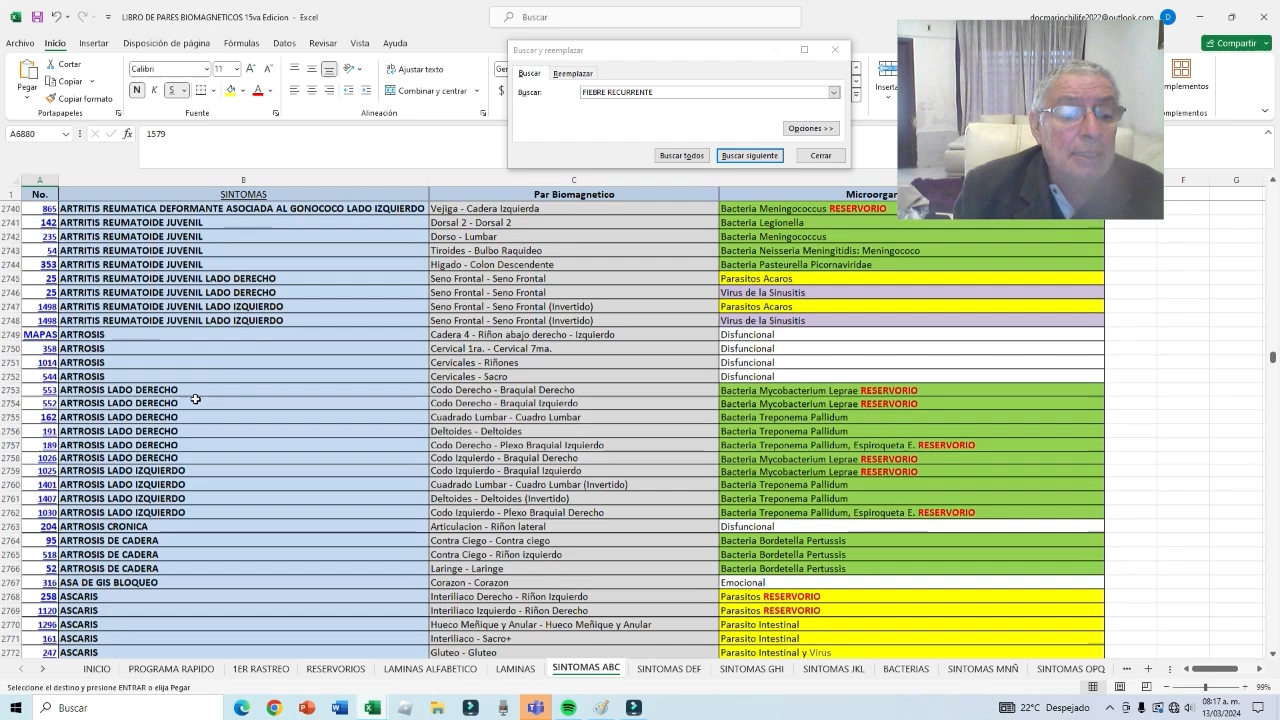 LIBRO DE PARES BIOMAGNETICOS 15va Edicion - Excel
Buscar
docmariochilife2022@outlook.com D
Archivo Inicio Insertar Disposición de página Fórmulas Datos Revisar Vista Ayuda
Compartir
Pegar
Cortar
Copiar
Copiar formato
Portapapeles
Calibri 11
N K S
Fuente
Ajustar texto
Combinar y centrar
Alineación
Buscar y reemplazar
Buscar Reemplazar
Buscar: FIEBRE RECURRENTE
Opciones >>
Buscar todos Buscar siguiente Cerrar
A6880 fx 1579
A B C F G
1 No. SINTOMAS Par Biomagnetico
2740 865 ARTRITIS REUMATICA DEFORMANTE ASOCIADA AL GONOCOCO LADO IZQUIERDO Vejiga - Cadera Izquierda Bacteria Meningococcus RESERVORIO
2741 142 ARTRITIS REUMATOIDE JUVENIL Dorsal 2 - Dorsal 2 Bacteria Legionella
2742 235 ARTRITIS REUMATOIDE JUVENIL Dorso - Lumbar Bacteria Meningococcus
2743 54 ARTRITIS REUMATOIDE JUVENIL Tiroides - Bulbo Raquideo Bacteria Neisseria Meningitidis: Meningococo
2744 353 ARTRITIS REUMATOIDE JUVENIL Higado - Colon Descendente Bacteria Pasteurella Picornaviridae
2745 25 ARTRITIS REUMATOIDE JUVENIL LADO DERECHO Seno Frontal - Seno Frontal Parasitos Acaros
2746 25 ARTRITIS REUMATOIDE JUVENIL LADO DERECHO Seno Frontal - Seno Frontal Virus de la Sinusitis
2747 1498 ARTRITIS REUMATOIDE JUVENIL LADO IZQUIERDO Seno Frontal - Seno Frontal (Invertido) Parasitos Acaros
2748 1498 ARTRITIS REUMATOIDE JUVENIL LADO IZQUIERDO Seno Frontal - Seno Frontal (Invertido) Virus de la Sinusitis
2749 MAPAS ARTROSIS Cadera 4 - Riñon abajo derecho - Izquierdo Disfuncional
2750 358 ARTROSIS Cervical 1ra. - Cervical 7ma. Disfuncional
2751 1014 ARTROSIS Cervicales - Riñones Disfuncional
2752 544 ARTROSIS Cervicales - Sacro Disfuncional
2753 553 ARTROSIS LADO DERECHO Codo Derecho - Braquial Derecho Bacteria Mycobacterium Leprae RESERVORIO
2754 552 ARTROSIS LADO DERECHO Codo Derecho - Braquial Izquierdo Bacteria Mycobacterium Leprae RESERVORIO
2755 162 ARTROSIS LADO DERECHO Cuadrado Lumbar - Cuadro Lumbar Bacteria Treponema Pallidum
2756 191 ARTROSIS LADO DERECHO Deltoides - Deltoides Bacteria Treponema Pallidum
2757 189 ARTROSIS LADO DERECHO Codo Derecho - Plexo Braquial Izquierdo Bacteria Treponema Pallidum, Espiroqueta E. RESERVORIO
2758 1026 ARTROSIS LADO DERECHO Codo Izquierdo - Braquial Derecho Bacteria Mycobacterium Leprae RESERVORIO
2759 1025 ARTROSIS LADO IZQUIERDO Codo Izquierdo - Braquial Izquierdo Bacteria Mycobacterium Leprae RESERVORIO
2760 1401 ARTROSIS LADO IZQUIERDO Cuadrado Lumbar - Cuadro Lumbar (Invertido) Bacteria Treponema Pallidum
2761 1407 ARTROSIS LADO IZQUIERDO Deltoides - Deltoides (Invertido) Bacteria Treponema Pallidum
2762 1030 ARTROSIS LADO IZQUIERDO Codo Izquierdo - Plexo Braquial Derecho Bacteria Treponema Pallidum, Espiroqueta E. RESERVORIO
2763 204 ARTROSIS CRONICA Articulacion - Riñon lateral Disfuncional
2764 95 ARTROSIS DE CADERA Contra Ciego - Contra ciego Bacteria Bordetella Pertussis
2765 518 ARTROSIS DE CADERA Contra Ciego - Riñon izquierdo Bacteria Bordetella Pertussis
2766 52 ARTROSIS DE CADERA Laringe - Laringe Bacteria Bordetella Pertussis
2767 316 ASA DE GIS BLOQUEO Corazon - Corazon Emocional
2768 258 ASCARIS Interiliaco Derecho - Riñon Izquierdo Parasitos RESERVORIO
2769 1120 ASCARIS Interiliaco Izquierdo - Riñon Derecho Parasitos RESERVORIO
2770 1296 ASCARIS Hueco Meñique y Anular - Hueco Meñique y Anular Parasito Intestinal
2771 161 ASCARIS Interiliaco - Sacro+ Parasito Intestinal
2772 247 ASCARIS Gluteo - Gluteo Parasito Intestinal y Virus
INICIO PROGRAMA RAPIDO 1ER RASTREO RESERVORIOS LAMINAS ALFABETICO LAMINAS SINTOMAS ABC SINTOMAS DEF SINTOMAS GHI SINTOMAS JKL BACTERIAS SINTOMAS MNÑ SINTOMAS OPQ
Seleccione el destino y presione ENTRAR o elija Pegar 99%
Buscar 22°C Despejado 08:17 a. m.
13/03/2024